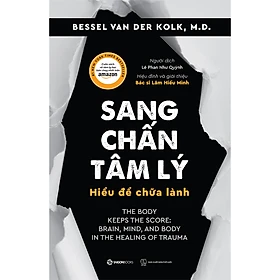 BESSEL VAN DER KOLK, M.D.
Người dịch
Lê Phan Như Quỳnh
Hiệu đính và giới thiệu
Bác sĩ Lâm Hiếu Minh
amazon
SANG
CHẤN
TÂM LÝ
Hiểu để chữa lành
THE BODY
KEEPS THE SCORE:
BRAIN, MIND, AND BODY
IN THE HEALING OF TRAUMA
SAIGONBOOKS